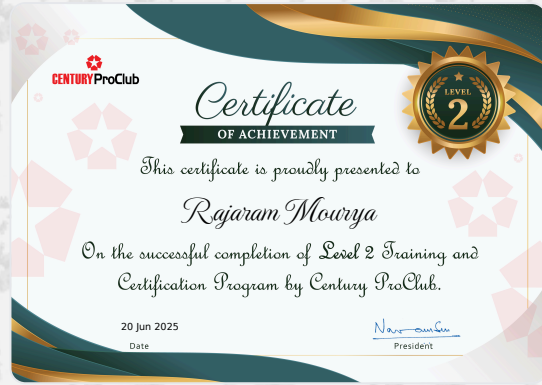 CENTURY ProClub
Certificate
OF ACHIEVEMENT
LEVEL
2
This certificate is proudly presented to
Rajaram Mourya
On the successful completion of Level 2 Training and
Certification Program by Century ProClub.
20 Jun 2025
Date
President